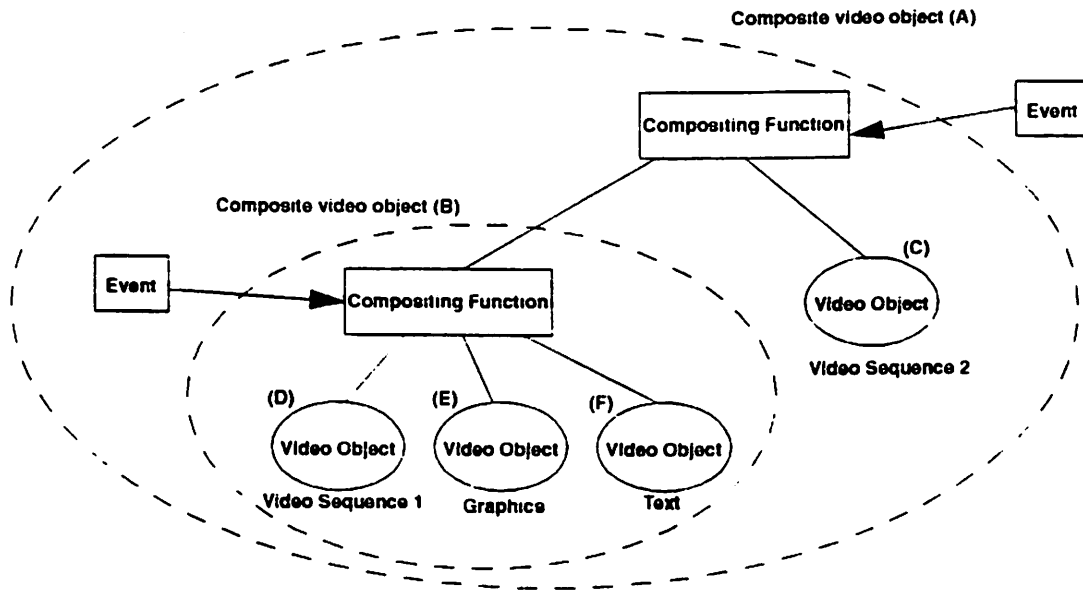 Composite video object (A)
Compositing Function
Event
Composite video object (B)
(C)
Event
Compositing Function
Video Object
Video Sequence 2
(D)
(E)
(F)
Video Object
Video Object
Video Object
Video Sequence 1
Graphics
Text